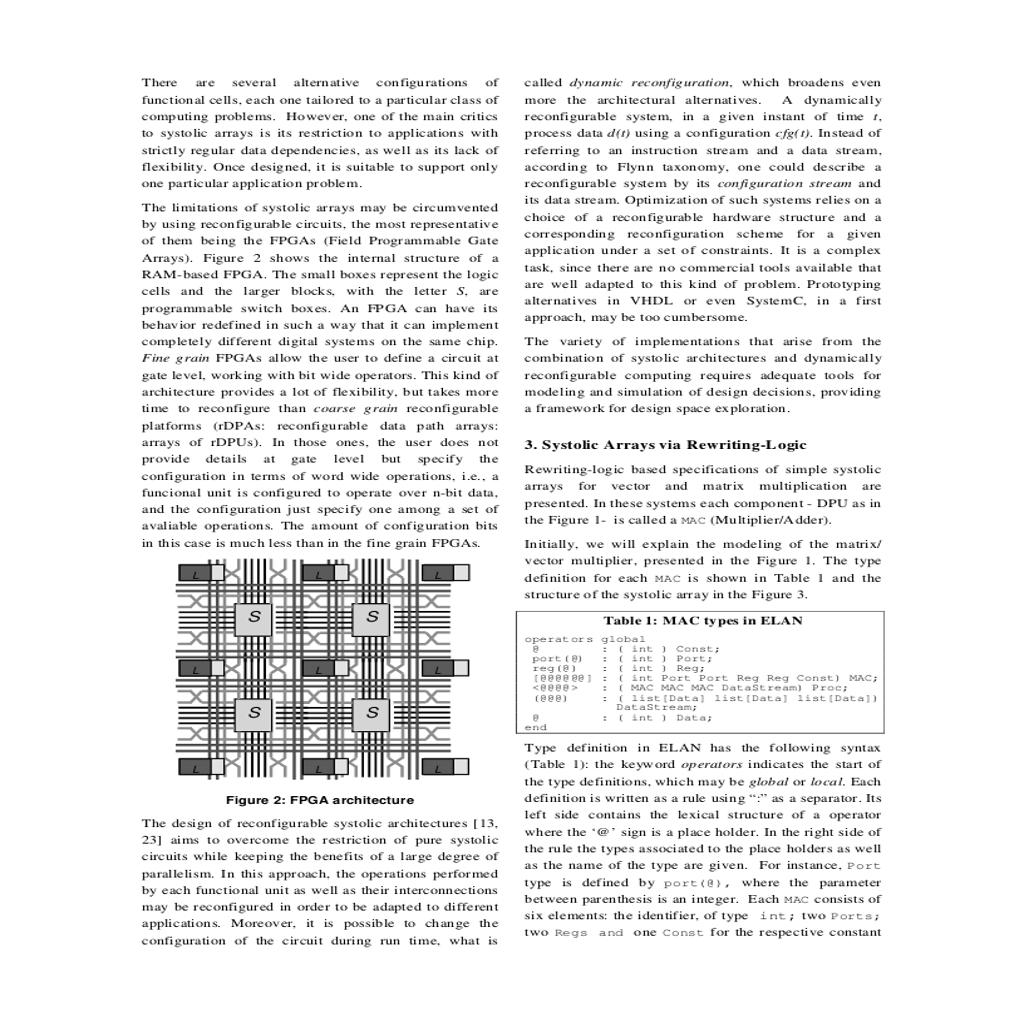 There are several alternative configurations of
functional cells, each one tailored to a particular class of
computing problems. However, one of the main critics
to systolic arrays is its restriction to applications with
strictly regular data dependencies, as well as its lack of
flexibility. Once designed, it is suitable to support only
one particular application problem.
The limitations of systolic arrays may be circumvented
by using reconfigurable circuits, the most representative
of them being the FPGAs (Field Programmable Gate
Arrays). Figure 2 shows the internal structure of a
RAM-based FPGA. The small boxes represent the logic
cells and the larger blocks, with the letter S, are
programmable switch boxes. An FPGA can have its
behavior redefined in such a way that it can implement
completely different digital systems on the same chip.
Fine grain FPGAs allow the user to define a circuit at
gate level, working with bit wide operators. This kind of
architecture provides a lot of flexibility, but takes more
time to reconfigure than coarse grain reconfigurable
platforms (rDPAs: reconfigurable data path arrays:
arrays of rDPUs). In those ones, the user does not
provide details at gate level but specify the
configuration in terms of word wide operations, i.e., a
funcional unit is configured to operate over n-bit data,
and the configuration just specify one among a set of
avaliable operations. The amount of configuration bits
in this case is much less than in the fine grain FPGAs.
L L L
S S
L L L
S S
L L L
Figure 2: FPGA architecture
The design of reconfigurable systolic architectures [13,
23] aims to overcome the restriction of pure systolic
circuits while keeping the benefits of a large degree of
parallelism. In this approach, the operations performed
by each functional unit as well as their interconnections
may be reconfigured in order to be adapted to different
applications. Moreover, it is possible to change the
configuration of the circuit during run time, what is
called dynamic reconfiguration, which broadens even
more the architectural alternatives. A dynamically
reconfigurable system, in a given instant of time t,
process data d(t) using a configuration cfg(t). Instead of
referring to an instruction stream and a data stream,
according to Flynn taxonomy, one could describe a
reconfigurable system by its configuration stream and
its data stream. Optimization of such systems relies on a
choice of a reconfigurable hardware structure and a
corresponding reconfiguration scheme for a given
application under a set of constraints. It is a complex
task, since there are no commercial tools available that
are well adapted to this kind of problem. Prototyping
alternatives in VHDL or even SystemC, in a first
approach, may be too cumbersome.
The variety of implementations that arise from the
combination of systolic architectures and dynamically
reconfigurable computing requires adequate tools for
modeling and simulation of design decisions, providing
a framework for design space exploration.
3. Systolic Arrays via Rewriting-Logic
Rewriting-logic based specifications of simple systolic
arrays for vector and matrix multiplication are
presented. In these systems each component - DPU as in
the Figure 1- is called a MAC (Multiplier/Adder).
Initially, we will explain the modeling of the matrix/
vector multiplier, presented in the Figure 1. The type
definition for each MAC is shown in Table 1 and the
structure of the systolic array in the Figure 3.
Table 1: MAC types in ELAN
operators global
@ : ( int ) Const;
port(@) : ( int ) Port;
reg(@) : ( int ) Reg;
[@@@@@@] : ( int Port Port Reg Reg Const) MAC;
<@@@@> : ( MAC MAC MAC DataStream) Proc;
(@@@) : ( list[Data] list[Data] list[Data])
DataStream;
@ : ( int ) Data;
end
Type definition in ELAN has the following syntax
(Table 1): the keyword operators indicates the start of
the type definitions, which may be global or local. Each
definition is written as a rule using “:” as a separator. Its
left side contains the lexical structure of a operator
where the ‘@’ sign is a place holder. In the right side of
the rule the types associated to the place holders as well
as the name of the type are given. For instance, Port
type is defined by port(@), where the parameter
between parenthesis is an integer. Each MAC consists of
six elements: the identifier, of type int; two Ports;
two Regs and one Const for the respective constant